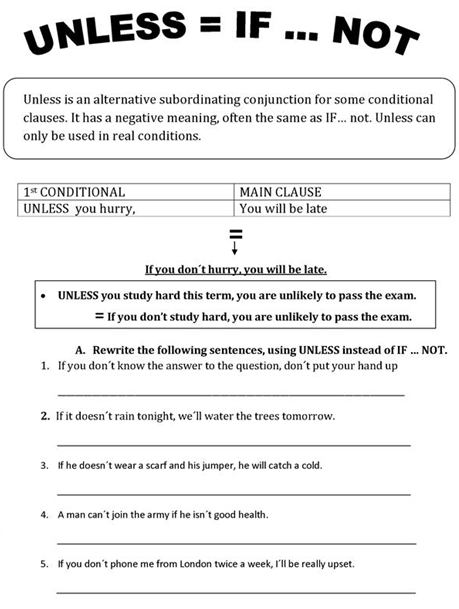 UNLESS = IF ... NOT
Unless is an alternative subordinating conjunction for some conditional
clauses. It has a negative meaning, often the same as IF... not. Unless can
only be used in real conditions.
1st CONDITIONAL MAIN CLAUSE
UNLESS you hurry, You will be late
=
↓
If you don´t hurry, you will be late.
• UNLESS you study hard this term, you are unlikely to pass the exam.
= If you don't study hard, you are unlikely to pass the exam.
A. Rewrite the following sentences, using UNLESS instead of IF ... NOT.
1. If you don´t know the answer to the question, don´t put your hand up
2. If it doesn´t rain tonight, we´ll water the trees tomorrow.
3. If he doesn´t wear a scarf and his jumper, he will catch a cold.
4. A man can´t join the army if he isn´t good health.
5. If you don´t phone me from London twice a week, I´ll be really upset.